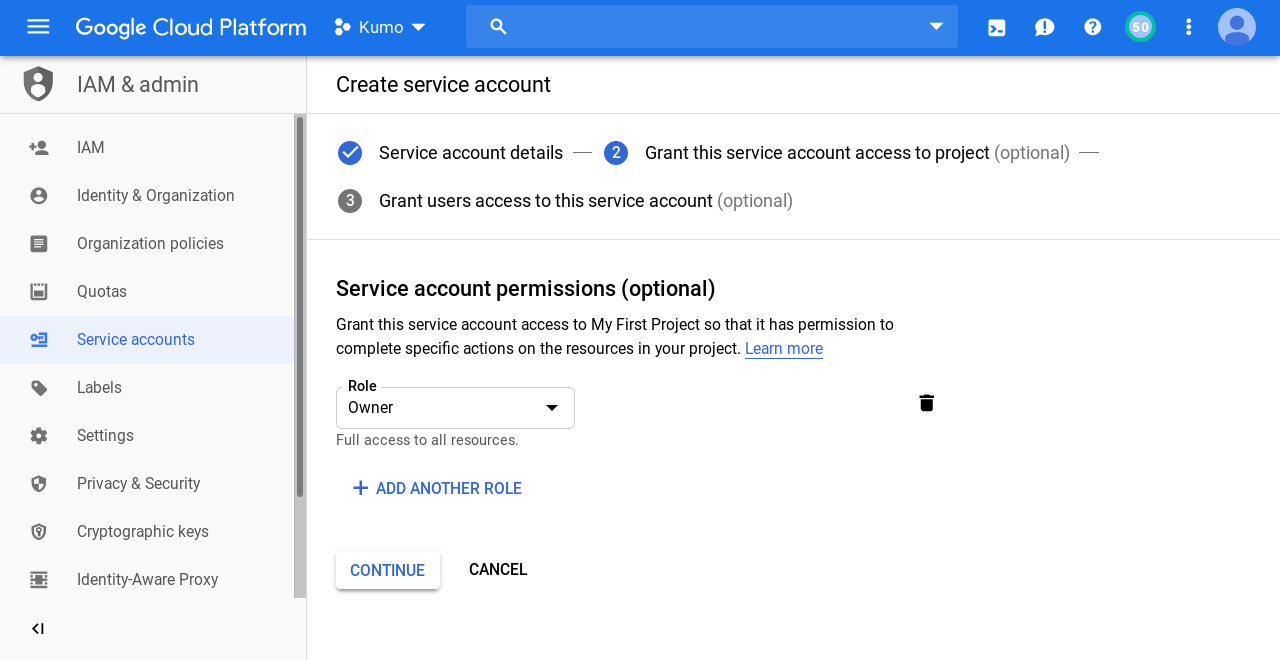 Google Cloud Platform
Kumo
50
IAM & admin
IAM
Identity & Organization
Organization policies
Quotas
Service accounts
Labels
Settings
Privacy & Security
Cryptographic keys
Identity-Aware Proxy
Create service account
Service account details
2 Grant this service account access to project (optional)
3 Grant users access to this service account (optional)
Service account permissions (optional)
Grant this service account access to My First Project so that it has permission to
complete specific actions on the resources in your project. Learn more
Role
Owner
Full access to all resources.
ADD ANOTHER ROLE
CONTINUE
CANCEL